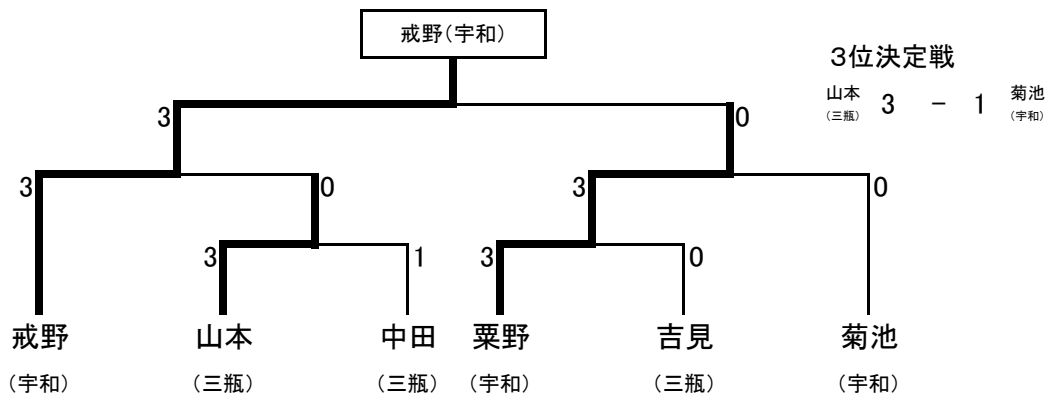 戒野(宇和)
3位決定戦
山本 3 - 1 菊池
(三瓶) (宇和)
3 0
3 0 3 0
3 1 3 0
戒野 山本 中田 粟野 吉見 菊池
(宇和) (三瓶) (三瓶) (宇和) (三瓶) (宇和)